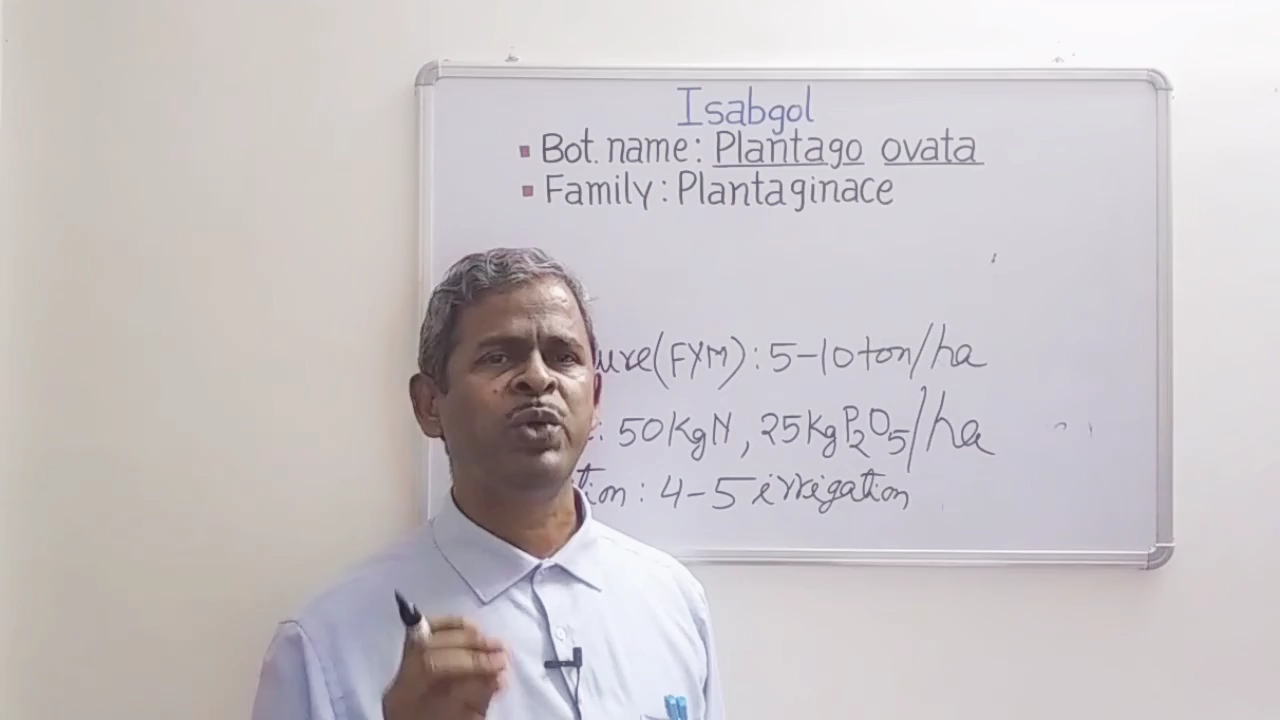 Isabgol
Bot. name: Plantago ovata
Family: Plantaginace
ure(FYM): 5-10 ton/ha
: 50 kg N, 25 kg P2O5/ha
tion: 4-5 irrigation